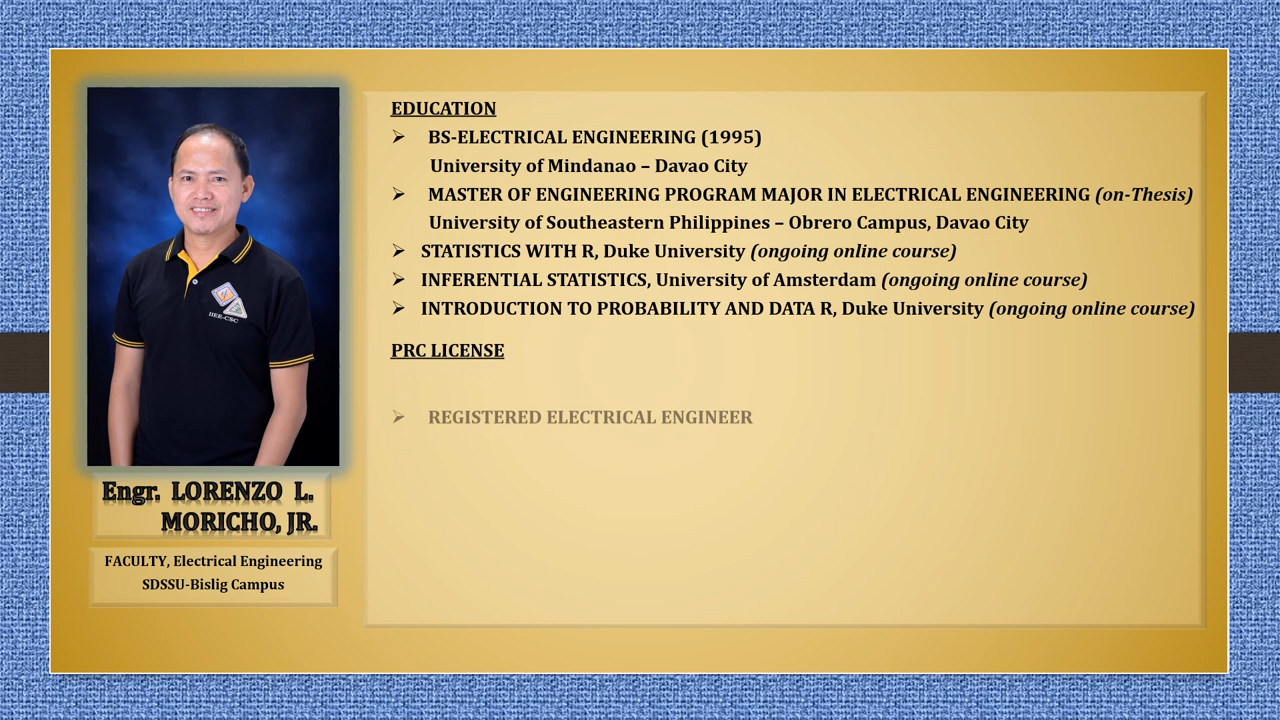 EDUCATION
➢ BS-ELECTRICAL ENGINEERING (1995)
University of Mindanao – Davao City
➢ MASTER OF ENGINEERING PROGRAM MAJOR IN ELECTRICAL ENGINEERING (on-Thesis)
University of Southeastern Philippines – Obrero Campus, Davao City
➢ STATISTICS WITH R, Duke University (ongoing online course)
➢ INFERENTIAL STATISTICS, University of Amsterdam (ongoing online course)
➢ INTRODUCTION TO PROBABILITY AND DATA R, Duke University (ongoing online course)
PRC LICENSE
➢ REGISTERED ELECTRICAL ENGINEER
IIEE-CSC
Engr. LORENZO L.
MORICHO, JR.
FACULTY, Electrical Engineering
SDSSU-Bislig Campus